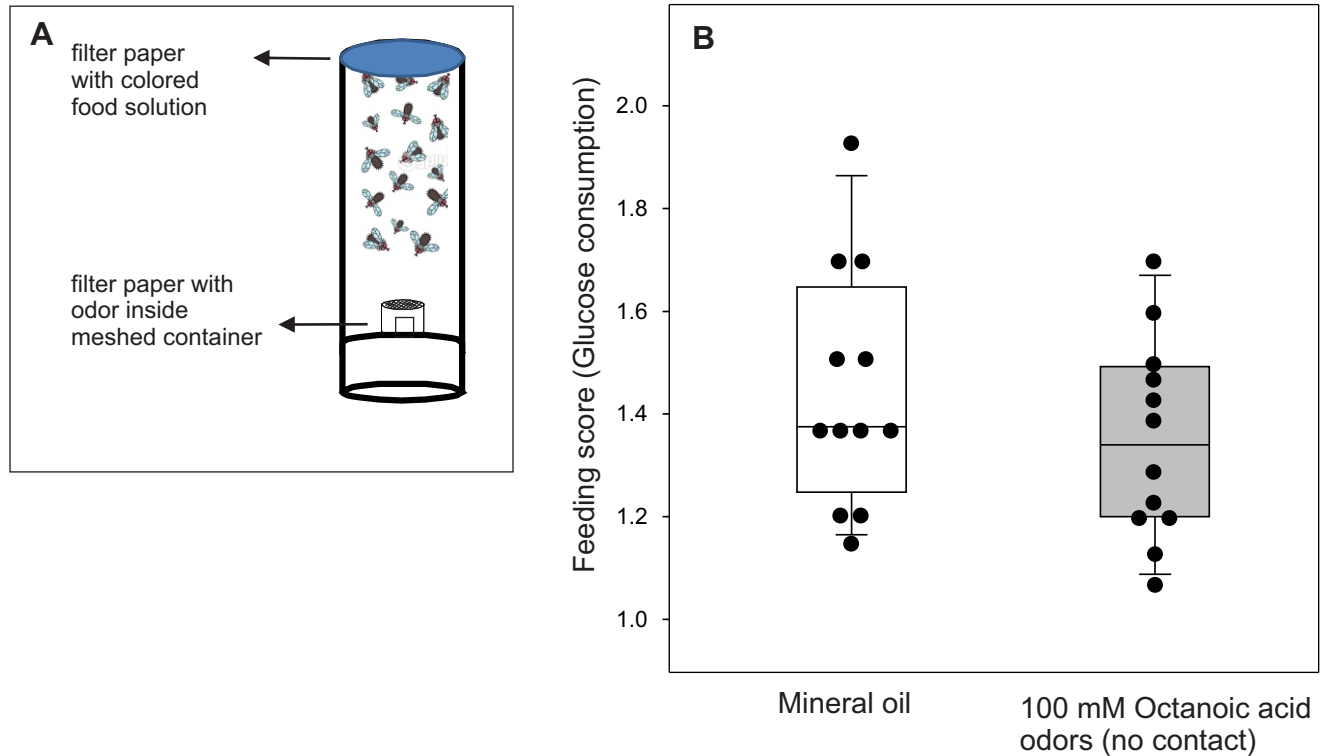 A
filter paper
with colored
food solution
filter paper with
odor inside
meshed container
B
Feeding score (Glucose consumption)
2.0
1.8
1.6
1.4
1.2
1.0
Mineral oil
100 mM Octanoic acid
odors (no contact)